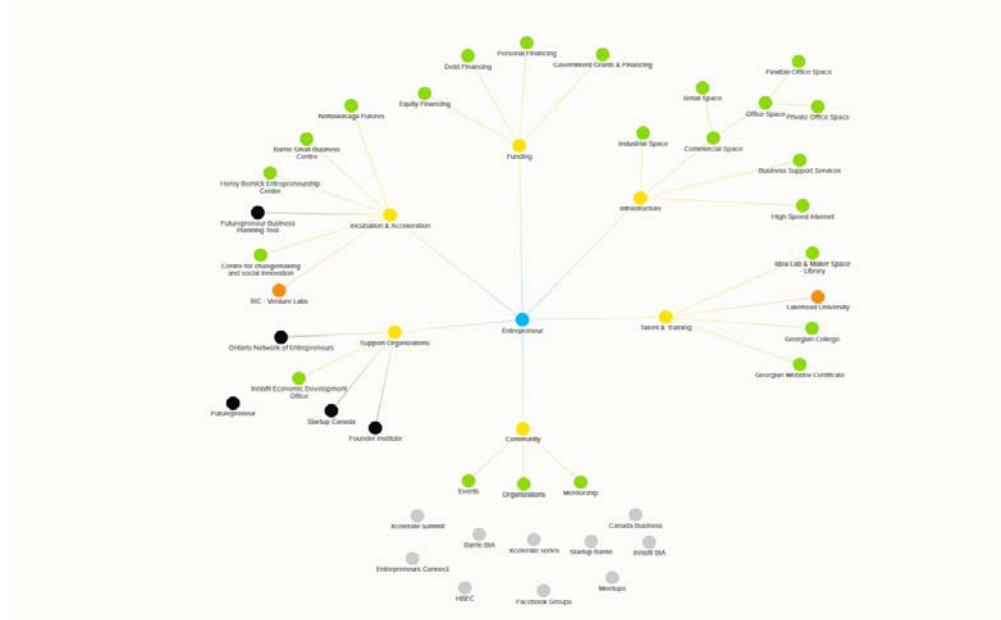 Personal Financing
Debt Financing
Government Grants & Financing
Flexible Office Space
Equity Financing
Retail Space
Office Space
Private Office Space
Nottawasaga Futures
Industrial Space
Commercial Space
Barrie Small Business
Centre
Funding
Business Support Services
Henry Bernick Entrepreneurship
Centre
Infrastructure
High Speed Internet
Futurepreneur Business
Planning Tool
Incubation & Acceleration
Centre for changemaking
and social innovation
Idea Lab & Maker Space
- Library
RIC - Venture Labs
Lakehead University
Entrepreneur
Talent & Training
Ontario Network of Entrepreneurs
Support Organizations
Georgian College
Georgian Webdev Certificate
Innisfil Economic Development
Office
Futurepreneur
Startup Canada
Founder Institute
Community
Events
Organizations
Mentorship
Xcelerate summit
Canada Business
Barrie BIA
Xcelerate series
Startup Barrie
Innisfil BIA
Entrepreneurs Connect
Meetups
HBEC
Facebook Groups